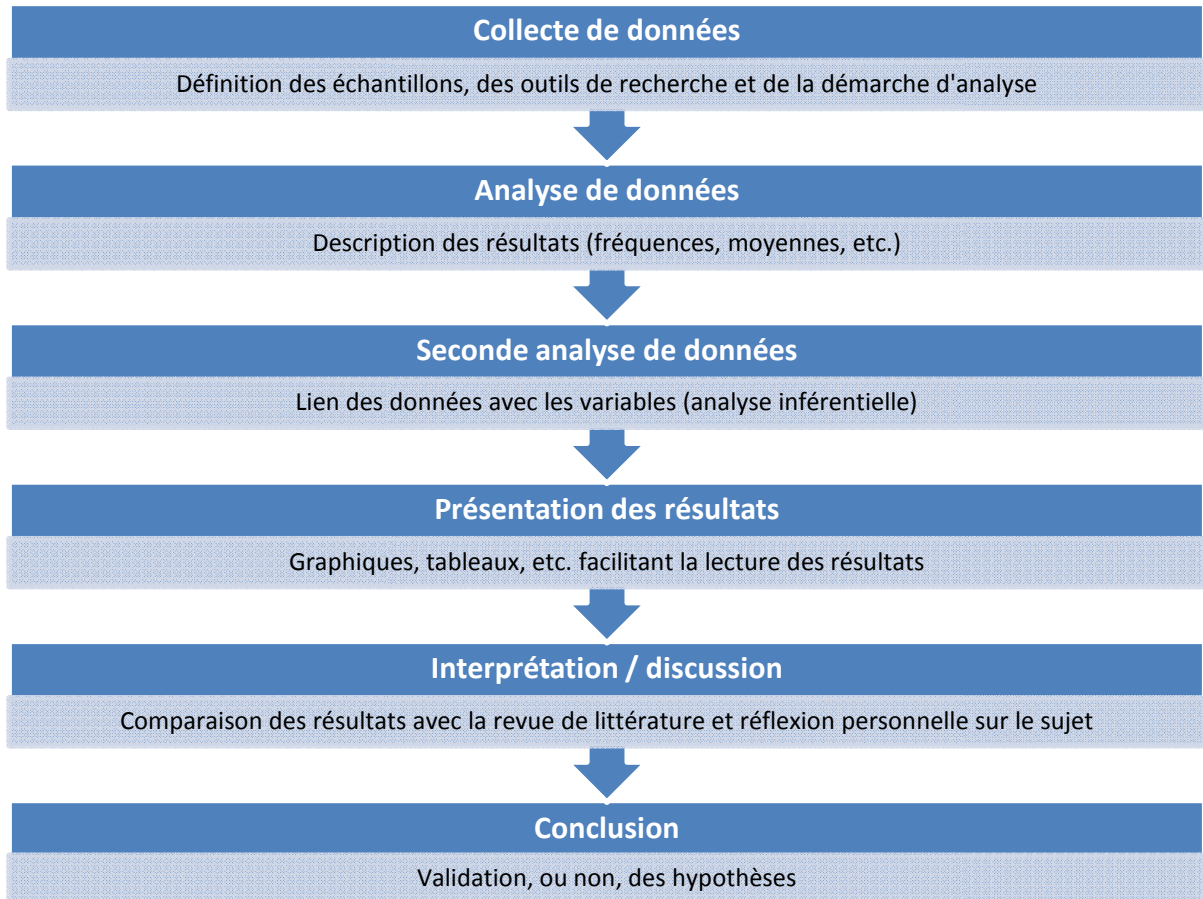 Collecte de données
Définition des échantillons, des outils de recherche et de la démarche d'analyse
Analyse de données
Description des résultats (fréquences, moyennes, etc.)
Seconde analyse de données
Lien des données avec les variables (analyse inférentielle)
Présentation des résultats
Graphiques, tableaux, etc. facilitant la lecture des résultats
Interprétation / discussion
Comparaison des résultats avec la revue de littérature et réflexion personnelle sur le sujet
Conclusion
Validation, ou non, des hypothèses